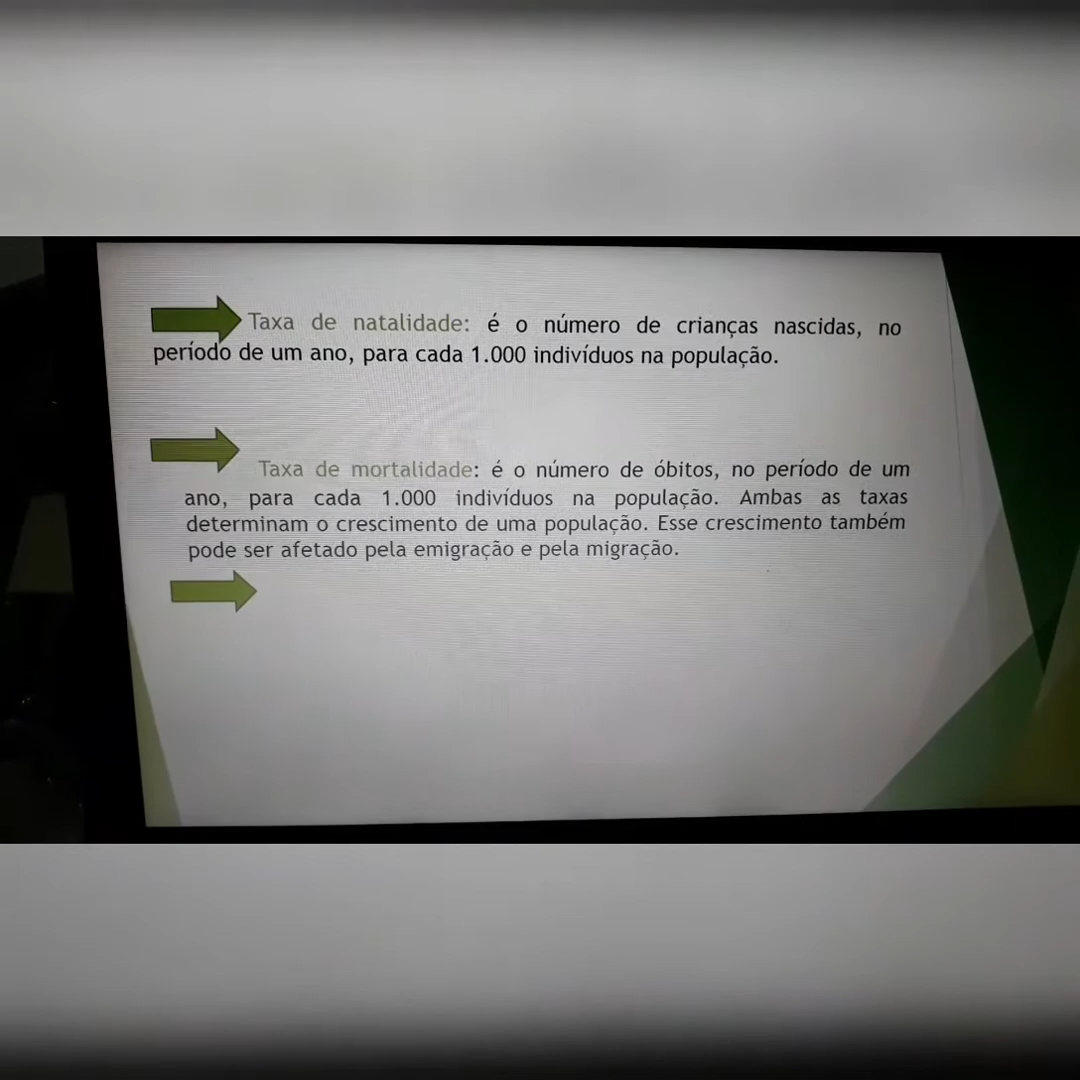 Taxa de natalidade: é o número de crianças nascidas, no
período de um ano, para cada 1.000 indivíduos na população.
Taxa de mortalidade: é o número de óbitos, no período de um
ano, para cada 1.000 indivíduos na população. Ambas as taxas
determinam o crescimento de uma população. Esse crescimento também
pode ser afetado pela emigração e pela migração.